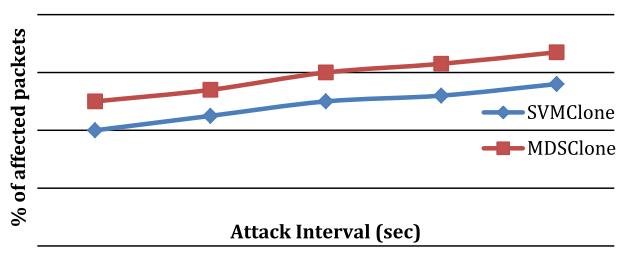 % of affected packets
SVMClone
MDSClone
Attack Interval (sec)